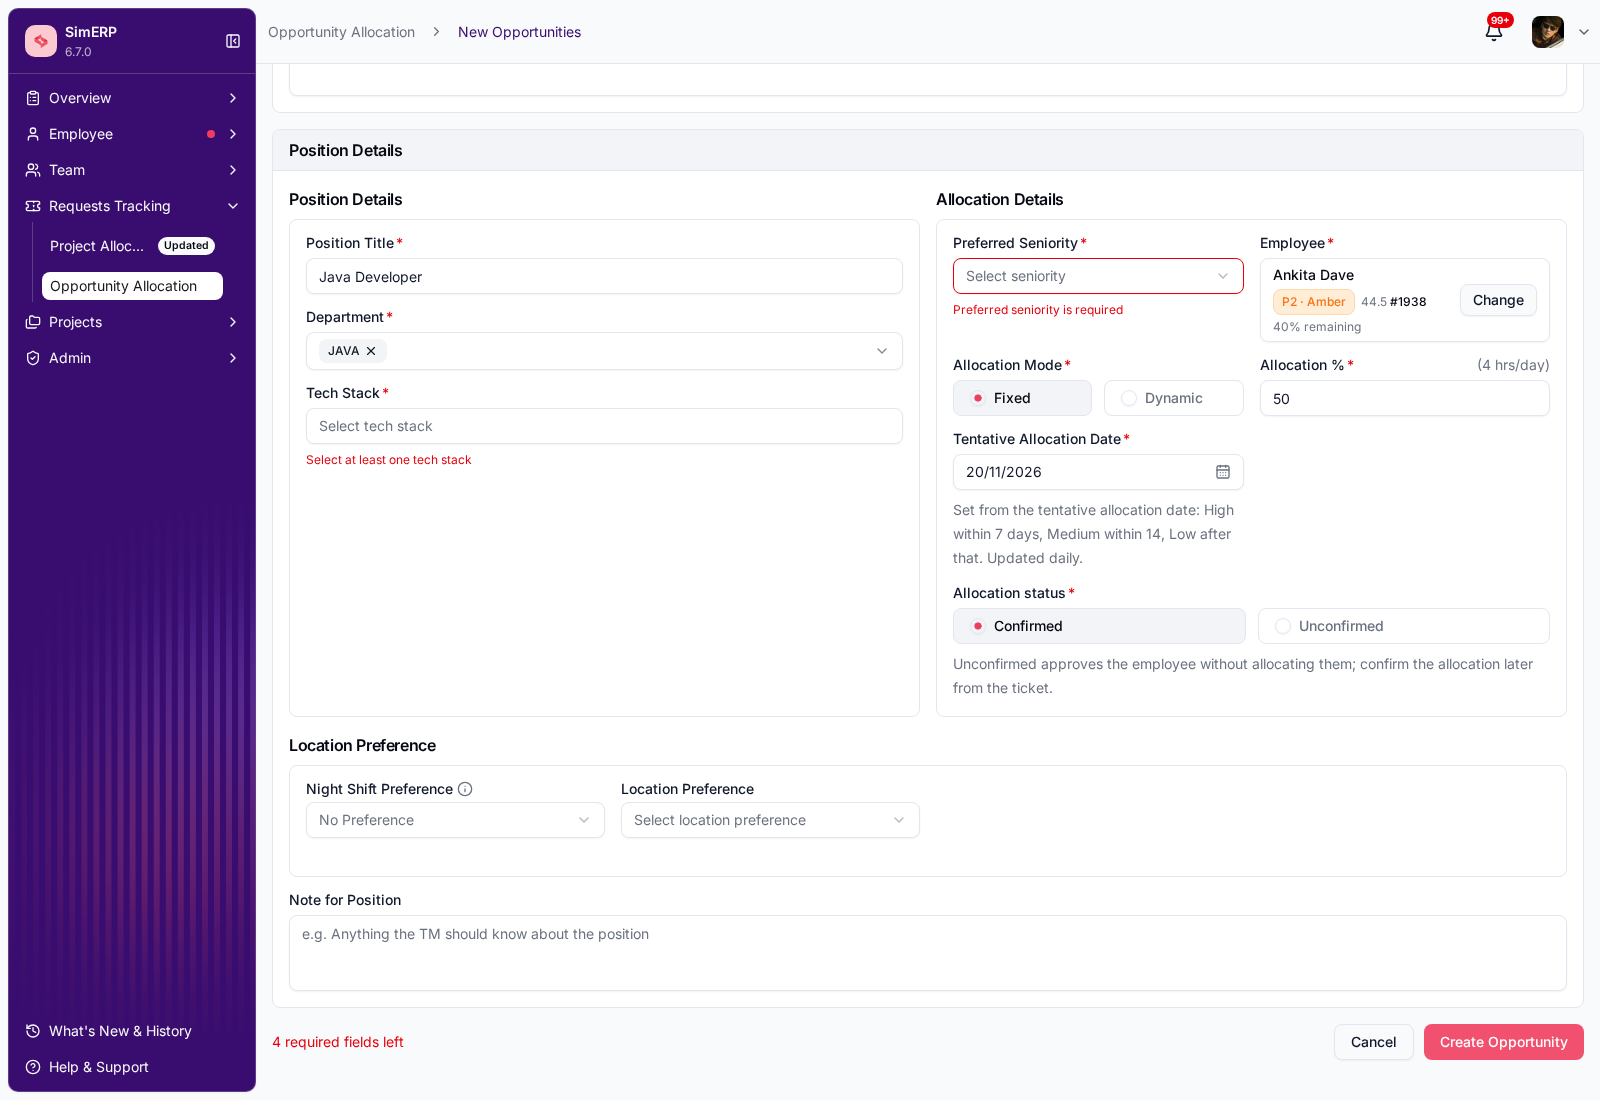 SimERP
6.7.0
Overview
Employee
Team
Requests Tracking
Project Alloc... Updated
Opportunity Allocation
Projects
Admin
What's New & History
Help & Support
Opportunity Allocation > New Opportunities
99+
Position Details
Position Details
Position Title*
Java Developer
Department*
JAVA
Tech Stack*
Select tech stack
Select at least one tech stack
Allocation Details
Preferred Seniority*
Select seniority
Preferred seniority is required
Employee*
Ankita Dave
P2 · Amber 44.5 #1938
40% remaining
Change
Allocation Mode*
Fixed
Dynamic
Allocation %* (4 hrs/day)
50
Tentative Allocation Date*
20/11/2026
Set from the tentative allocation date: High
within 7 days, Medium within 14, Low after
that. Updated daily.
Allocation status*
Confirmed
Unconfirmed
Unconfirmed approves the employee without allocating them; confirm the allocation later
from the ticket.
Location Preference
Night Shift Preference
No Preference
Location Preference
Select location preference
Note for Position
e.g. Anything the TM should know about the position
4 required fields left
Cancel
Create Opportunity